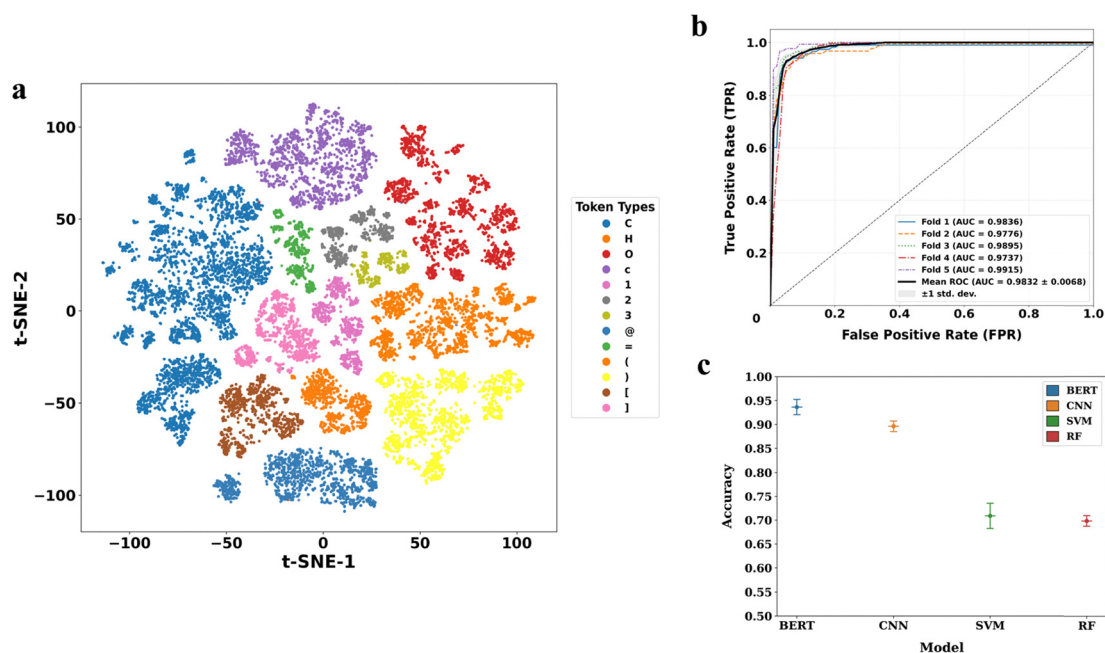 a
t-SNE-2
100
50
0
−50
−100
−100
−50
0
50
100
t-SNE-1
Token Types
C
H
O
c
1
2
3
@
=
(
)
[
]
b
True Positive Rate (TPR)
1.0
0.8
0.6
0.4
0.2
0
0.2
0.4
0.6
0.8
1.0
False Positive Rate (FPR)
Fold 1 (AUC = 0.9836)
Fold 2 (AUC = 0.9776)
Fold 3 (AUC = 0.9895)
Fold 4 (AUC = 0.9737)
Fold 5 (AUC = 0.9915)
Mean ROC (AUC = 0.9832 ± 0.0068)
±1 std. dev.
c
Accuracy
1.00
0.95
0.90
0.85
0.80
0.75
0.70
0.65
0.60
0.55
0.50
BERT
CNN
SVM
RF
BERT
CNN
SVM
RF
Model